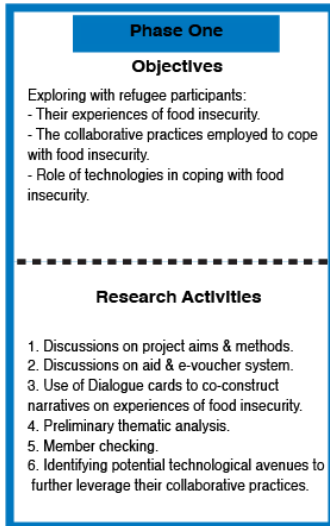 Phase One
Objectives
Exploring with refugee participants:
- Their experiences of food insecurity.
- The collaborative practices employed to cope
with food insecurity.
- Role of technologies in coping with food
insecurity.
Research Activities
1. Discussions on project aims & methods.
2. Discussions on aid & e-voucher system.
3. Use of Dialogue cards to co-construct
narratives on experiences of food insecurity.
4. Preliminary thematic analysis.
5. Member checking.
6. Identifying potential technological avenues to
further leverage their collaborative practices.